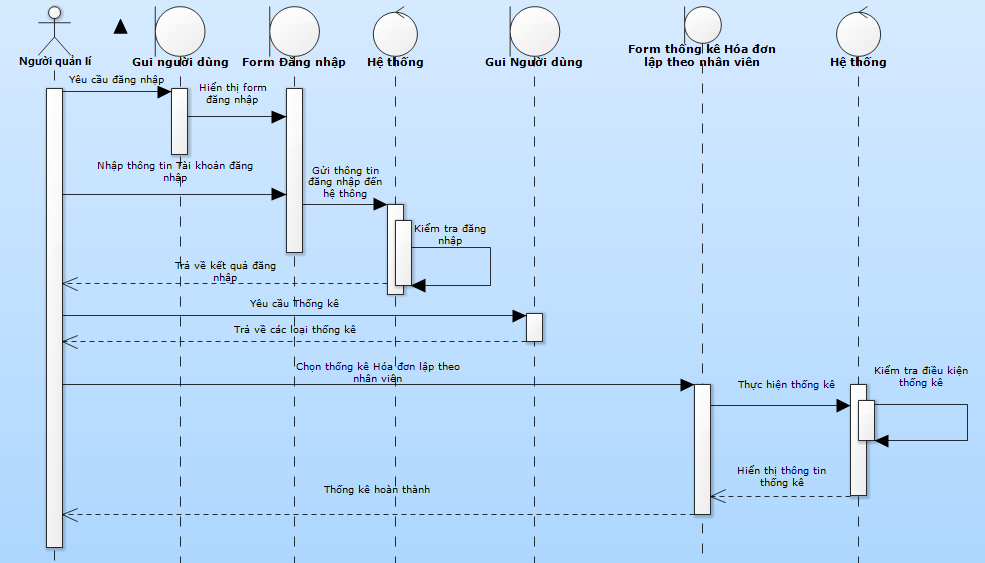 Người quản lí
Gui người dùng
Form Đăng nhập
Hệ thống
Gui Người dùng
Form thống kê Hóa đơn
lập theo nhân viên
Hệ thống
Yêu cầu đăng nhập
Hiển thị form
đăng nhập
Nhập thông tin Tài khoản đăng
nhập
Gửi thông tin
đăng nhập đến
hệ thông
Kiểm tra đăng
nhập
Trả về kết quả đăng
nhập
Yêu cầu Thống kê
Trả về các loại thống kê
Chọn thống kê Hóa đơn lập theo
nhân viên
Thực hiện thống kê
Kiểm tra điều kiện
thống kê
Hiển thị thông tin
thống kê
Thống kê hoàn thành